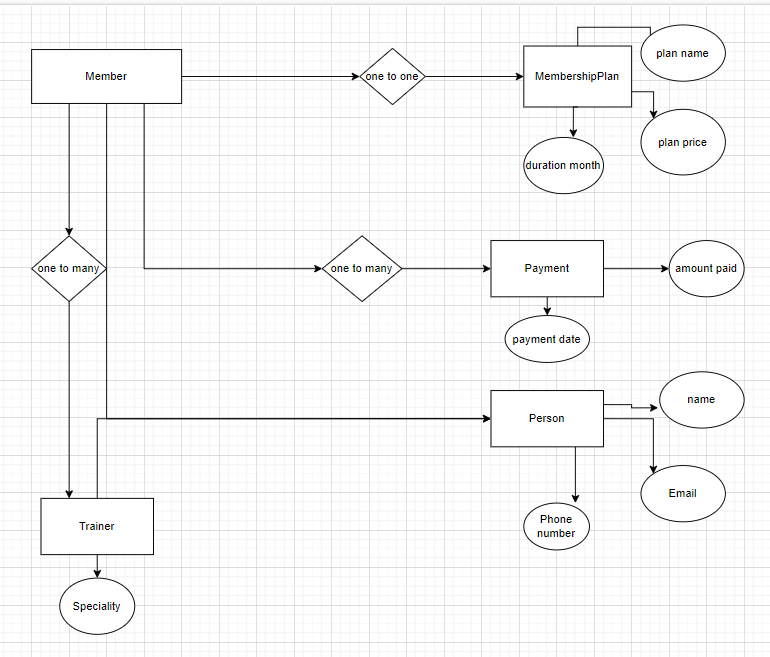 Member
one to one
MembershipPlan
plan name
plan price
duration month
one to many
one to many
Payment
amount paid
payment date
Person
name
Email
Phone
number
Trainer
Speciality